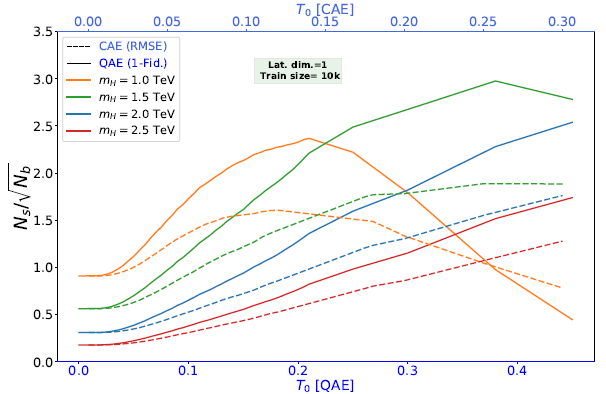 T₀ [CAE]
0.00 0.05 0.10 0.15 0.20 0.25 0.30
3.5
3.0
2.5
2.0
1.5
1.0
0.5
0.0
Nₛ/√N_b
CAE (RMSE)
QAE (1-Fid.)
m_H = 1.0 TeV
m_H = 1.5 TeV
m_H = 2.0 TeV
m_H = 2.5 TeV
Lat. dim.=1
Train size= 10k
0.0 0.1 0.2 0.3 0.4
T₀ [QAE]